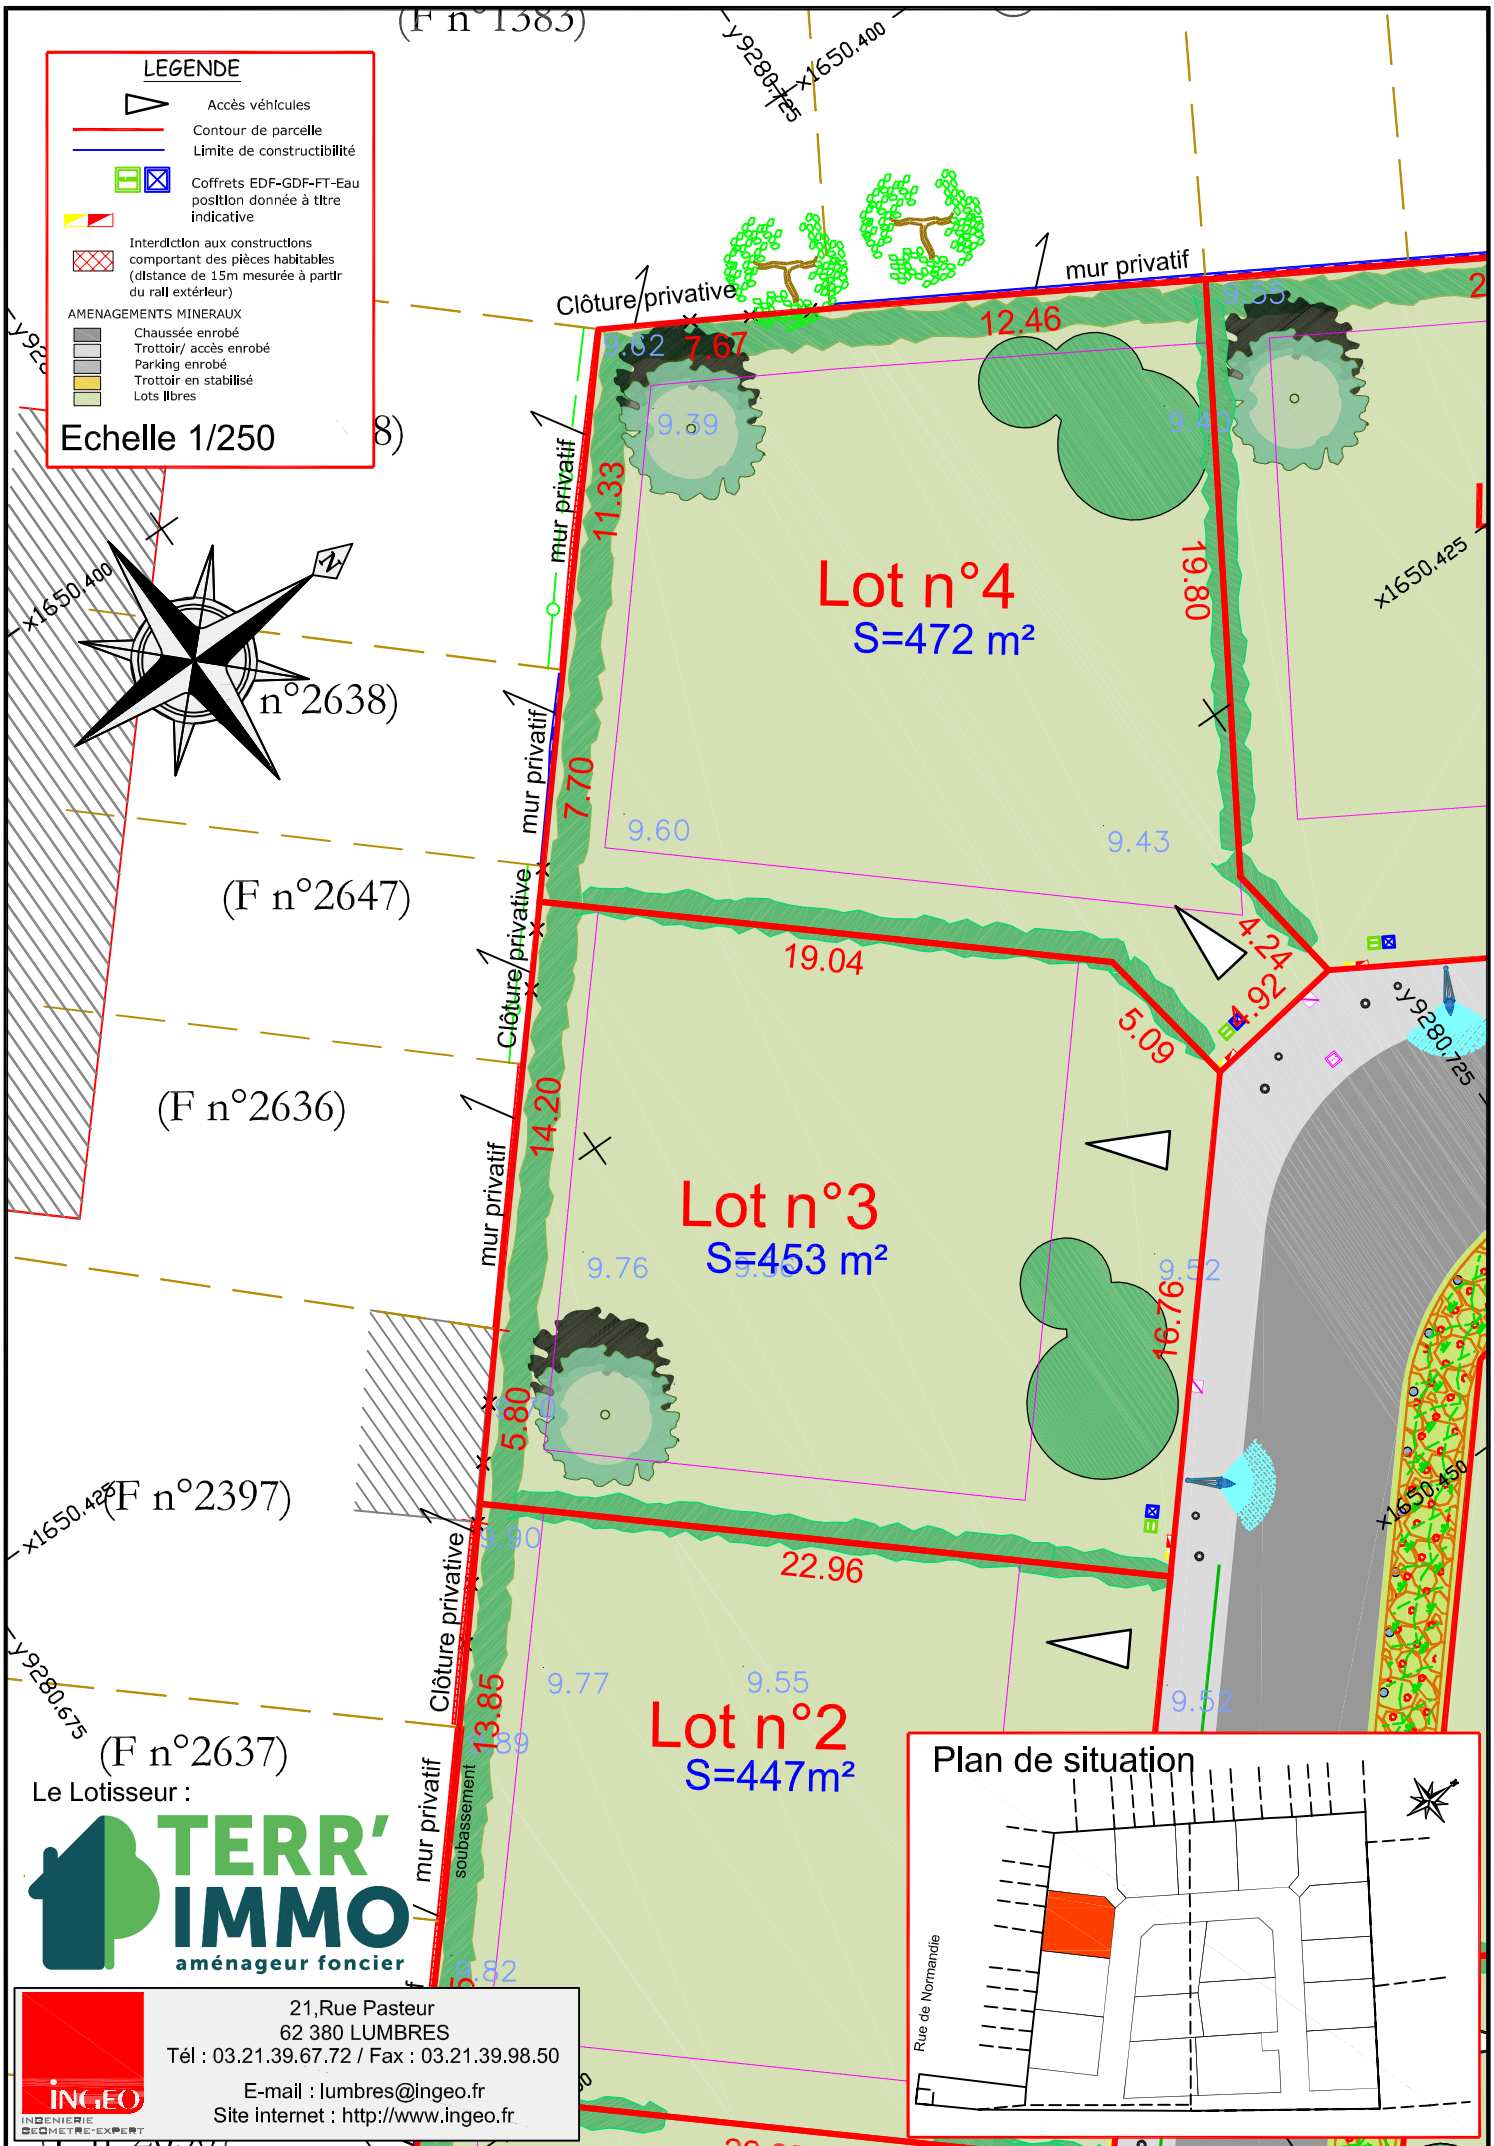 (F n°1383)
y9280.725
x1650.400
LEGENDE
Accès véhicules
Contour de parcelle
Limite de constructibilité
Coffrets EDF-GDF-FT-Eau
position donnée à titre
indicative
Interdiction aux constructions
comportant des pièces habitables
(distance de 15m mesurée à partir
du rail extérieur)
AMENAGEMENTS MINERAUX
Chaussée enrobé
Trottoir/ accès enrobé
Parking enrobé
Trottoir en stabilisé
Lots libres
Echelle 1/250
8)
Clôture privative
mur privatif
9.62
7.67
12.46
9.55
9.39
9.40
mur privatif
11.33
19.80
x1650.425
Lot n°4
S=472 m²
N
x1650.400
n°2638)
mur privatif
7.70
9.60
9.43
(F n°2647)
Clôture privative
19.04
4.24
4.92
5.09
y9280.725
(F n°2636)
14.20
mur privatif
Lot n°3
S=453 m²
9.76
9.52
16.76
5.80
(F n°2397)
x1650.425
x1650.450
9.90
22.96
Clôture privative
9.77
9.55
9.52
13.85
Lot n°2
S=447m²
y9280.675
(F n°2637)
mur privatif
soubassement
9.82
Le Lotisseur :
TERR'
IMMO
aménageur foncier
INGEO
INGENIERIE
GEOMETRE-EXPERT
21,Rue Pasteur
62 380 LUMBRES
Tél : 03.21.39.67.72 / Fax : 03.21.39.98.50
E-mail : lumbres@ingeo.fr
Site internet : http://www.ingeo.fr
Plan de situation
Rue de Normandie